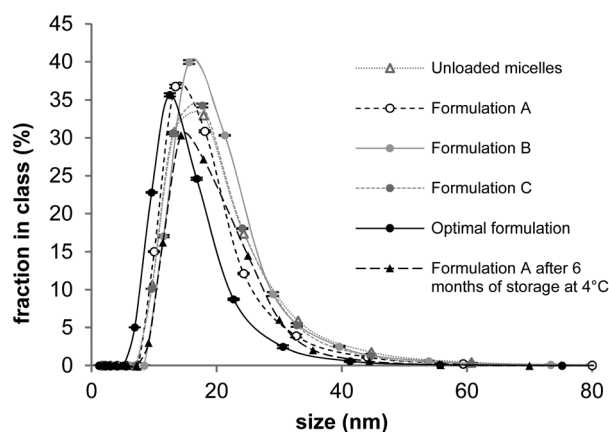 45
40
35
30
25
20
15
10
5
0
fraction in class (%)
0
20
40
60
80
size (nm)
Unloaded micelles
Formulation A
Formulation B
Formulation C
Optimal formulation
Formulation A after 6
months of storage at 4°C